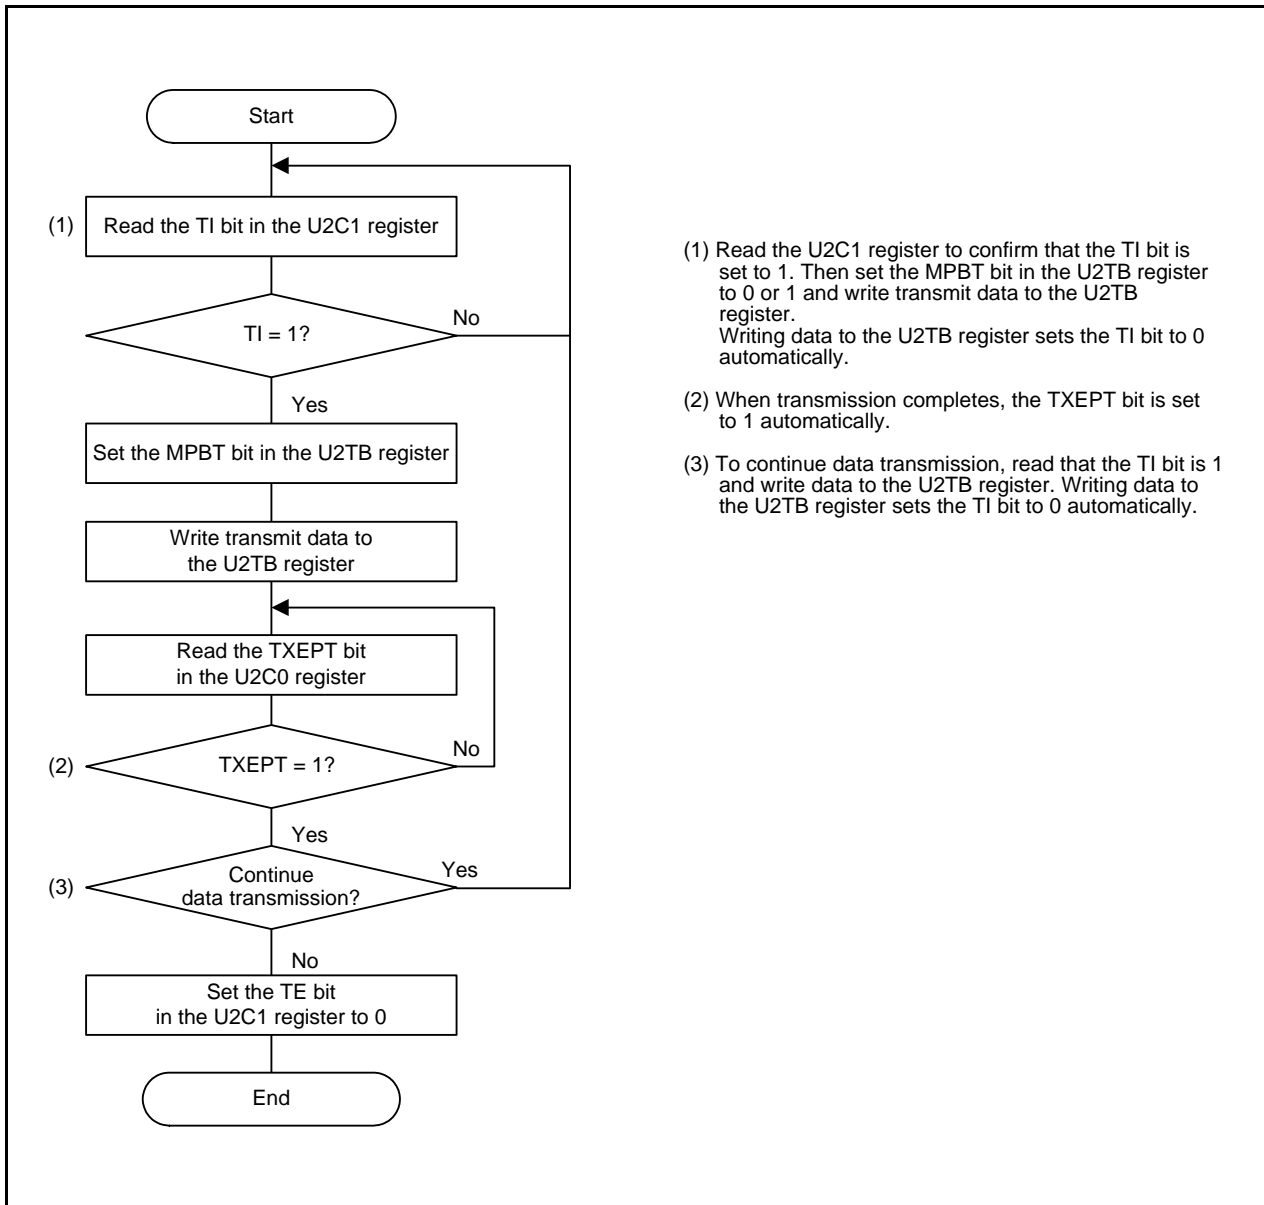 Start
(1)
Read the TI bit in the U2C1 register
TI = 1?
No
Yes
Set the MPBT bit in the U2TB register
Write transmit data to
the U2TB register
Read the TXEPT bit
in the U2C0 register
(2)
TXEPT = 1?
No
Yes
(3)
Continue
data transmission?
Yes
No
Set the TE bit
in the U2C1 register to 0
End
(1) Read the U2C1 register to confirm that the TI bit is
set to 1. Then set the MPBT bit in the U2TB register
to 0 or 1 and write transmit data to the U2TB
register.
Writing data to the U2TB register sets the TI bit to 0
automatically.
(2) When transmission completes, the TXEPT bit is set
to 1 automatically.
(3) To continue data transmission, read that the TI bit is 1
and write data to the U2TB register. Writing data to
the U2TB register sets the TI bit to 0 automatically.